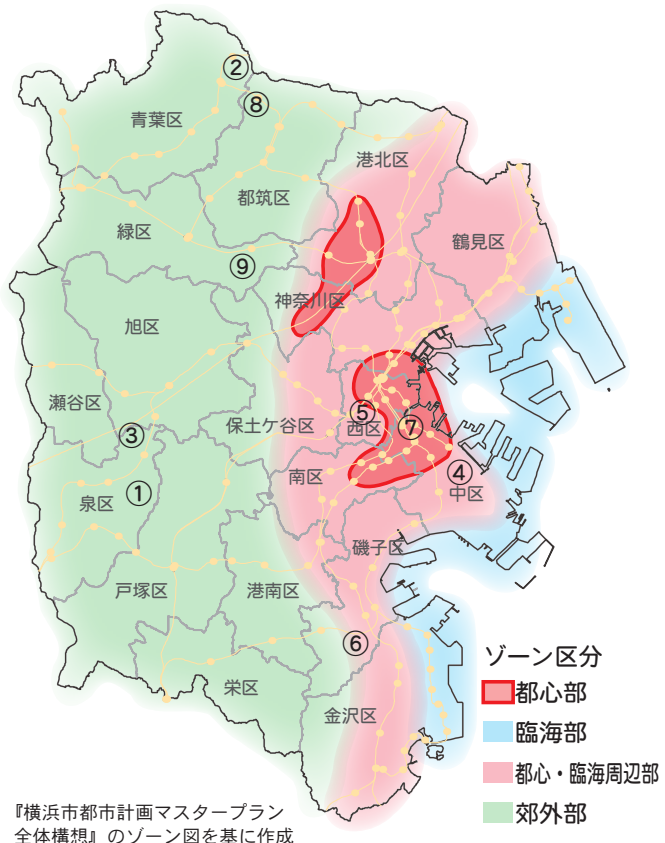 ②
⑧
青葉区
港北区
都筑区
緑区
鶴見区
⑨
神奈川区
旭区
瀬谷区
保土ケ谷区
⑤
西区
⑦
③
④
南区
中区
①
泉区
磯子区
戸塚区
港南区
⑥
栄区
金沢区
ゾーン区分
都心部
臨海部
都心・臨海周辺部
郊外部
『横浜市都市計画マスタープラン
全体構想』のゾーン図を基に作成